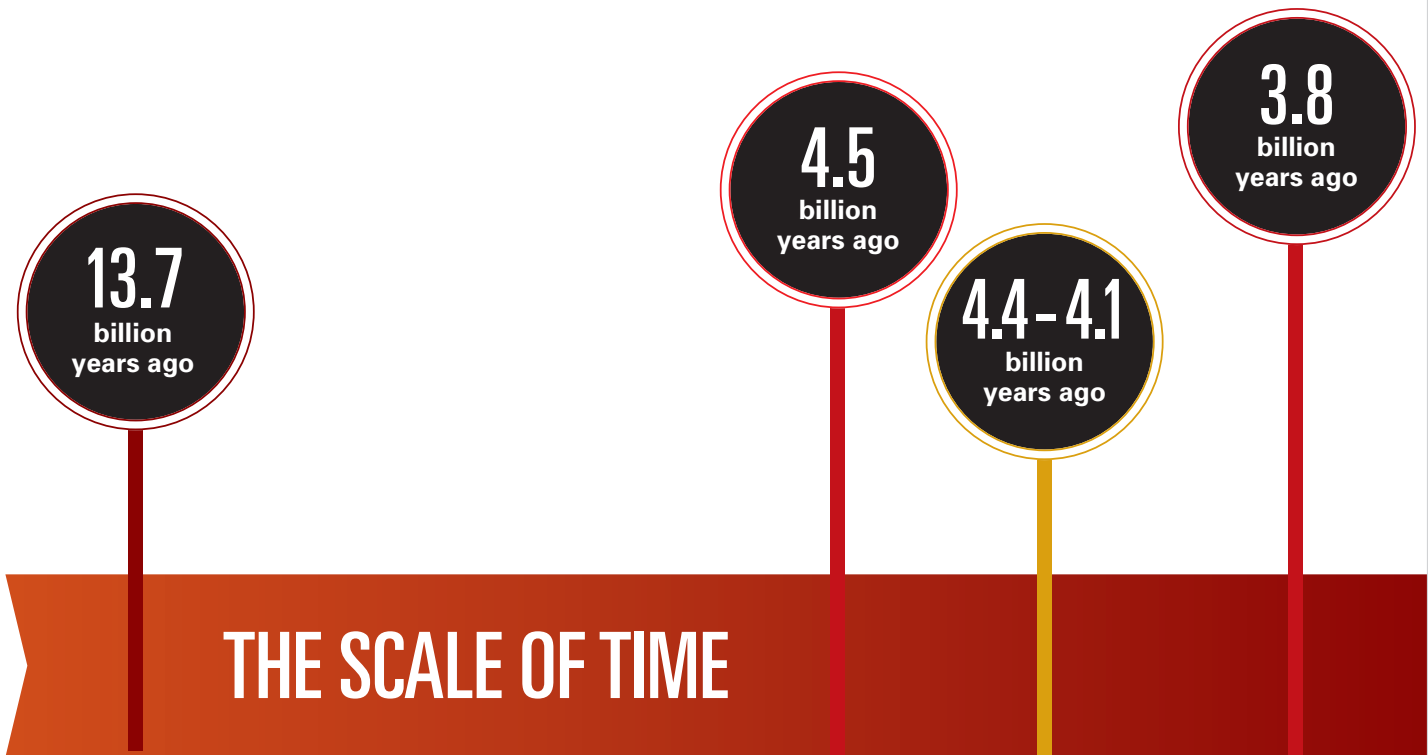 13.7
billion
years ago
4.5
billion
years ago
4.4–4.1
billion
years ago
3.8
billion
years ago
THE SCALE OF TIME